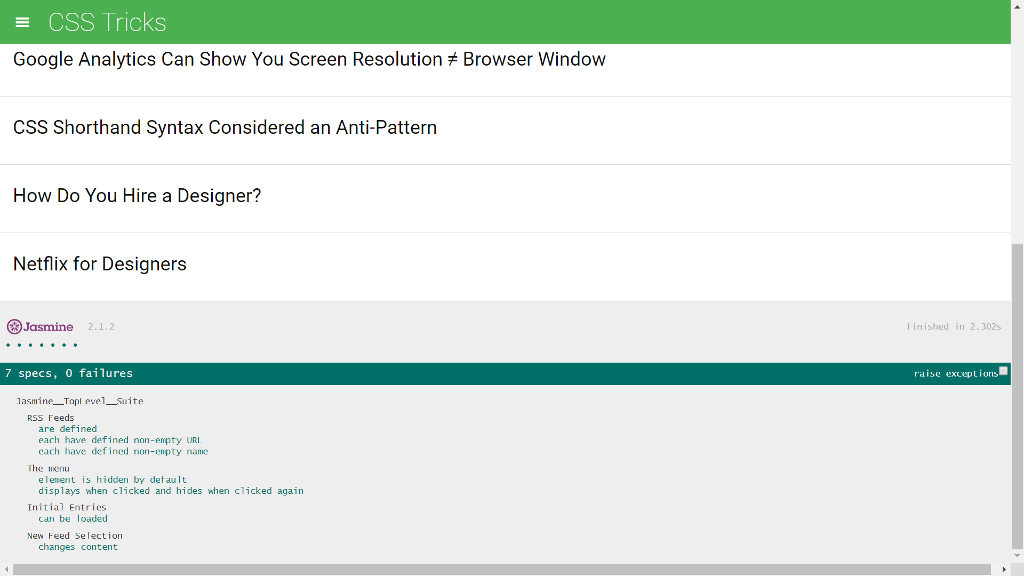 CSS Tricks
Google Analytics Can Show You Screen Resolution ≠ Browser Window
CSS Shorthand Syntax Considered an Anti-Pattern
How Do You Hire a Designer?
Netflix for Designers
Jasmine 2.1.2 finished in 2.302s
7 specs, 0 failures raise exceptions
Jasmine__TopLevel__Suite
RSS Feeds
are defined
each have defined non-empty URL
each have defined non-empty name
The menu
element is hidden by default
displays when clicked and hides when clicked again
Initial Entries
can be loaded
New Feed Selection
changes content